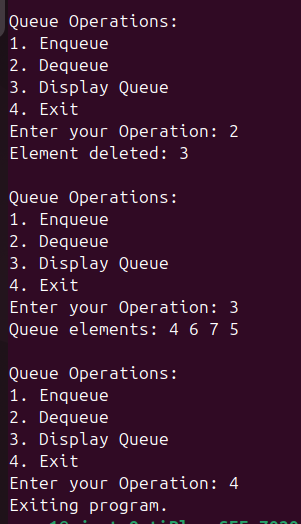 Queue Operations:
1. Enqueue
2. Dequeue
3. Display Queue
4. Exit
Enter your Operation: 2
Element deleted: 3
Queue Operations:
1. Enqueue
2. Dequeue
3. Display Queue
4. Exit
Enter your Operation: 3
Queue elements: 4 6 7 5
Queue Operations:
1. Enqueue
2. Dequeue
3. Display Queue
4. Exit
Enter your Operation: 4
Exiting program.